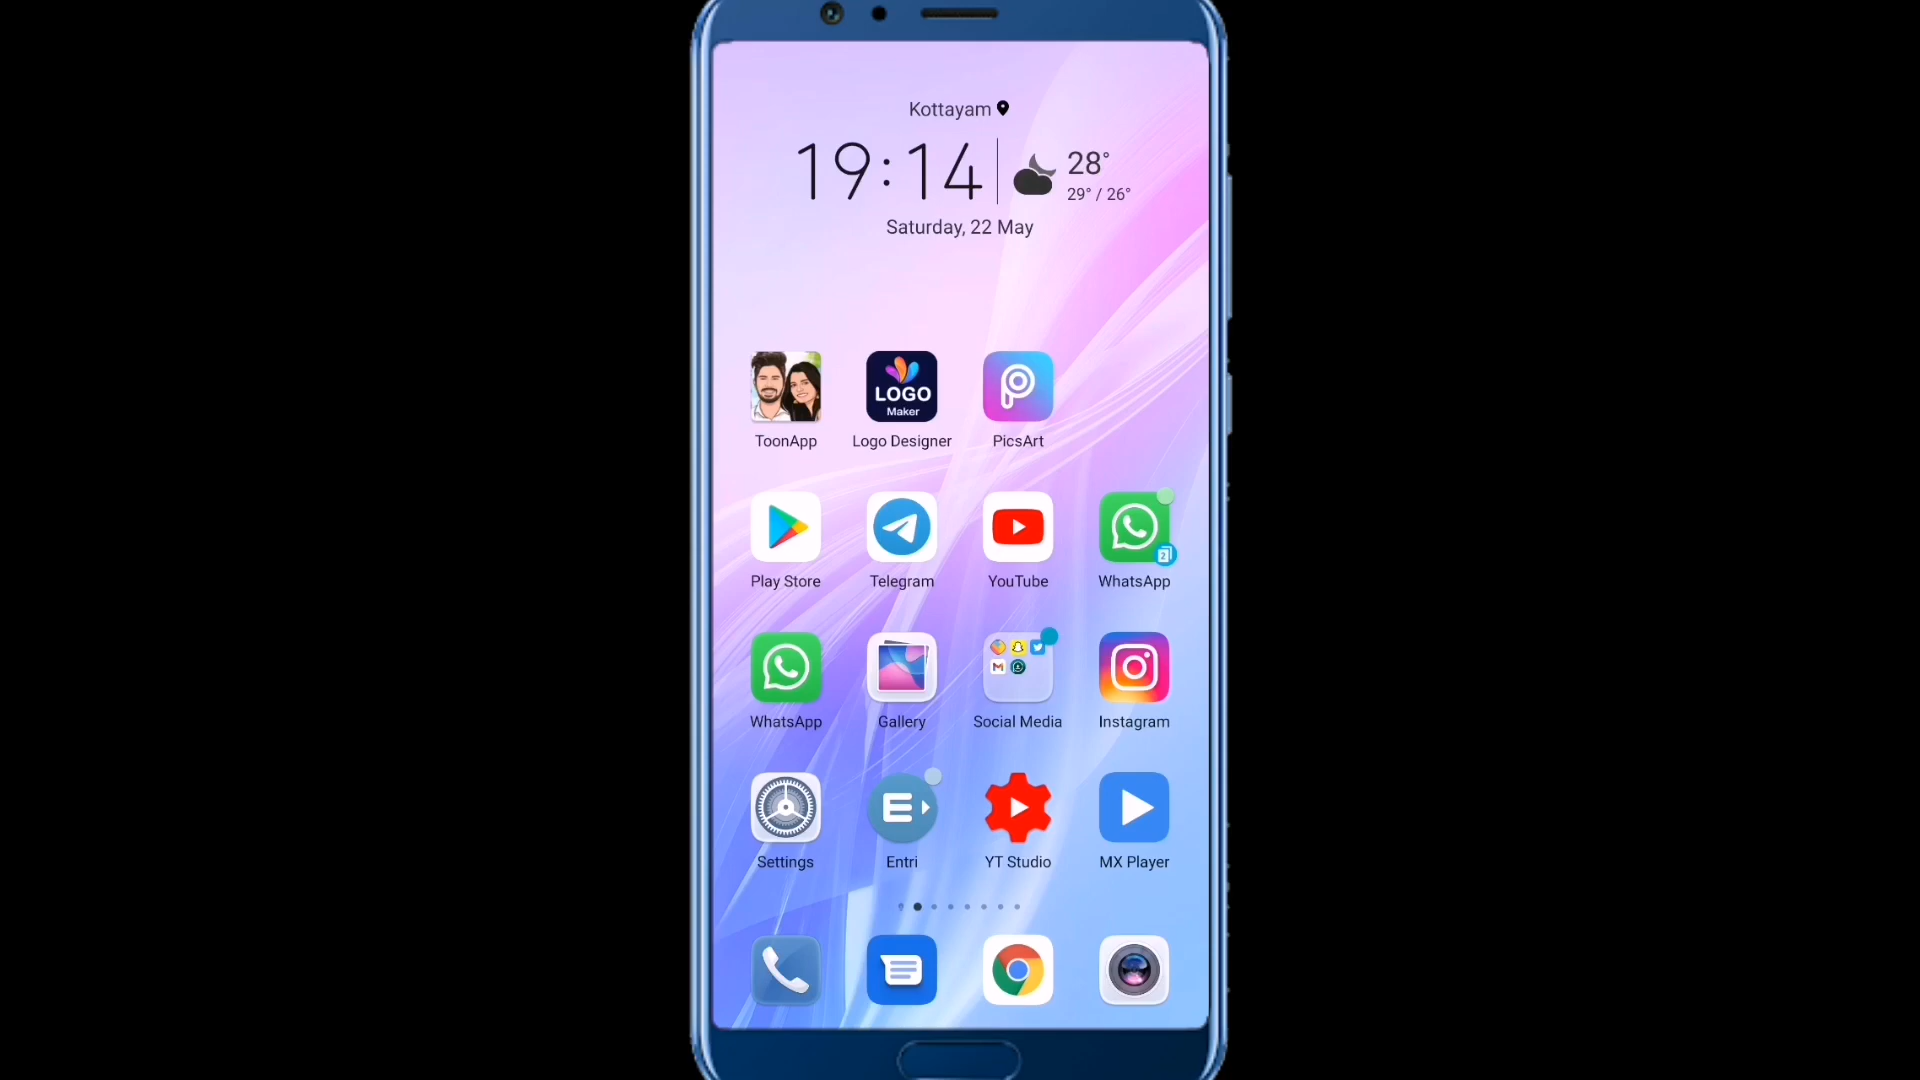 Kottayam
19:14
28°
29° / 26°
Saturday, 22 May
LOGO
Maker
ToonApp
Logo Designer
PicsArt
2
Play Store
Telegram
YouTube
WhatsApp
WhatsApp
Gallery
Social Media
Instagram
Settings
Entri
YT Studio
MX Player